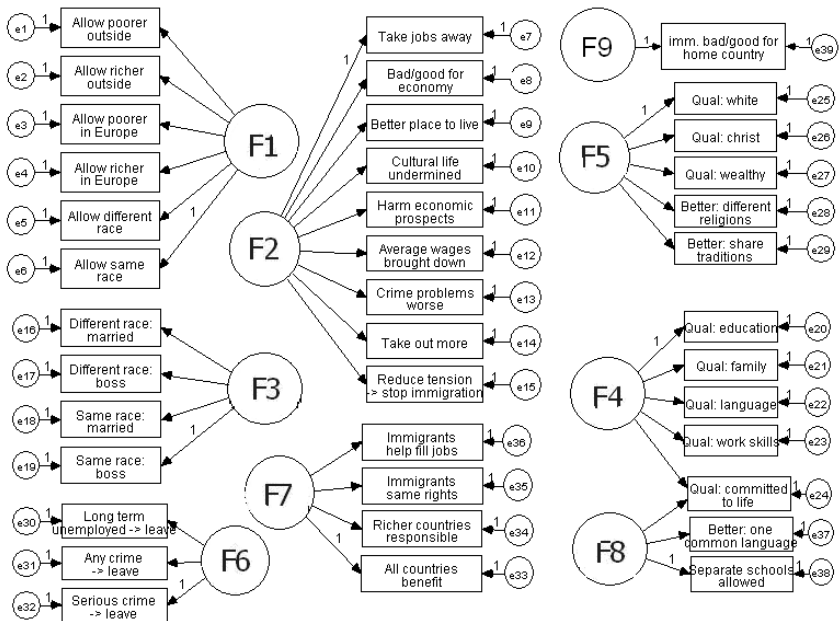 e1
1
Allow poorer
outside
e2
1
Allow richer
outside
e3
1
Allow poorer
in Europe
e4
1
Allow richer
in Europe
e5
1
Allow different
race
e6
1
Allow same
race
1
F1
F2
1
Take jobs away
1
e7
Bad/good for
economy
1
e8
Better place to live
1
e9
Cultural life
undermined
1
e10
Harm economic
prospects
1
e11
Average wages
brought down
1
e12
Crime problems
worse
1
e13
Take out more
1
e14
Reduce tension
-> stop immigration
1
e15
F9
1
imm. bad/good for
home country
1
e39
F5
1
Qual: white
1
e25
Qual: christ
1
e26
Qual: wealthy
1
e27
Better: different
religions
1
e28
Better: share
traditions
1
e29
e16
1
Different race:
married
e17
1
Different race:
boss
e18
1
Same race:
married
e19
1
Same race:
boss
1
F3
F4
1
Qual: education
1
e20
Qual: family
1
e21
Qual: language
1
e22
Qual: work skills
1
e23
Qual: committed
to life
1
e24
F7
1
Immigrants
help fill jobs
1
e36
Immigrants
same rights
1
e35
Richer countries
responsible
1
e34
All countries
benefit
1
e33
e30
1
Long term
unemployed -> leave
e31
1
Any crime
-> leave
e32
1
Serious crime
-> leave
1
F6
F8
1
Better: one
common language
1
e37
Separate schools
allowed
1
e38